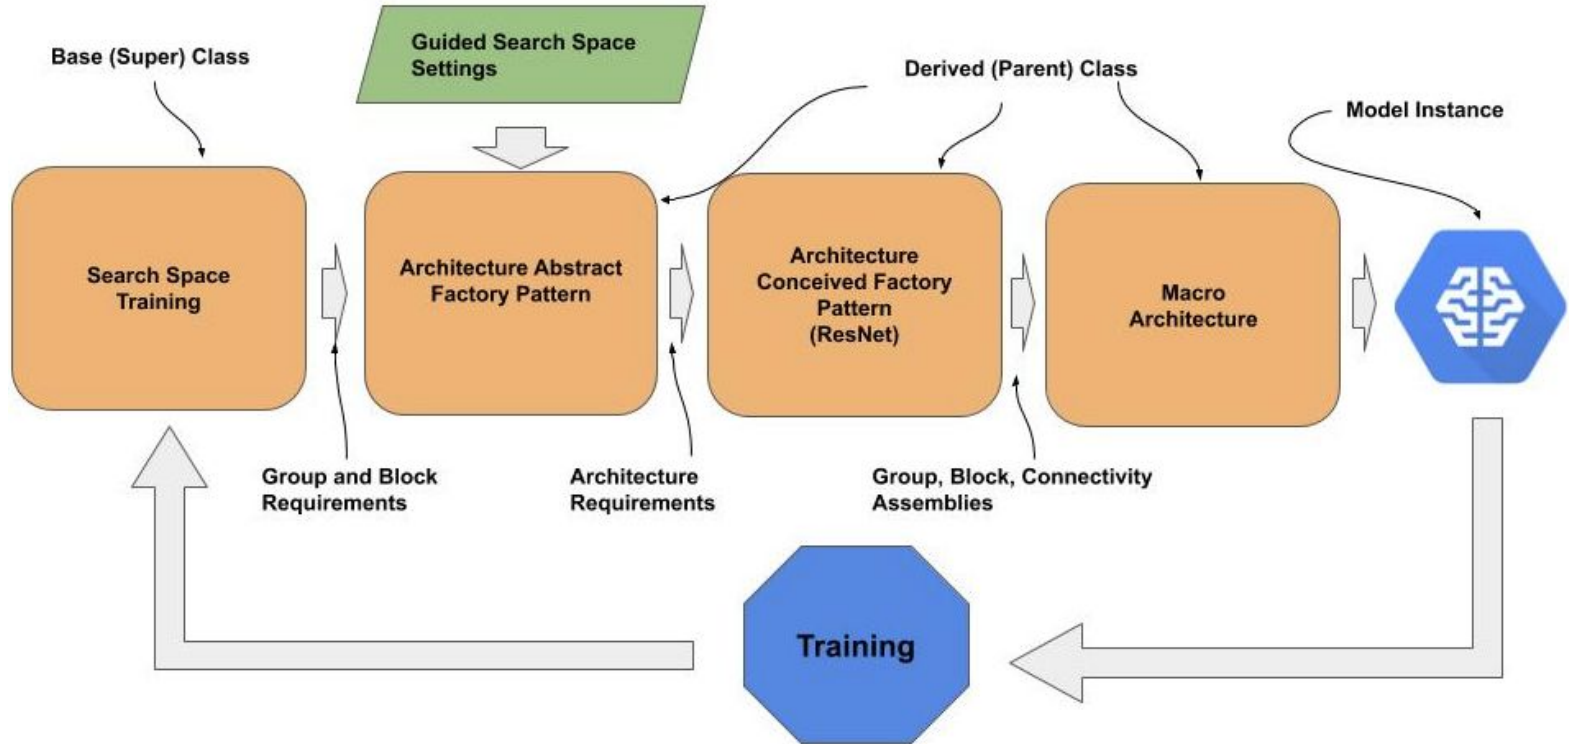 Base (Super) Class
Guided Search Space
Settings
Derived (Parent) Class
Model Instance
Search Space
Training
Architecture Abstract
Factory Pattern
Architecture
Conceived Factory
Pattern
(ResNet)
Macro
Architecture
Group and Block
Requirements
Architecture
Requirements
Group, Block, Connectivity
Assemblies
Training